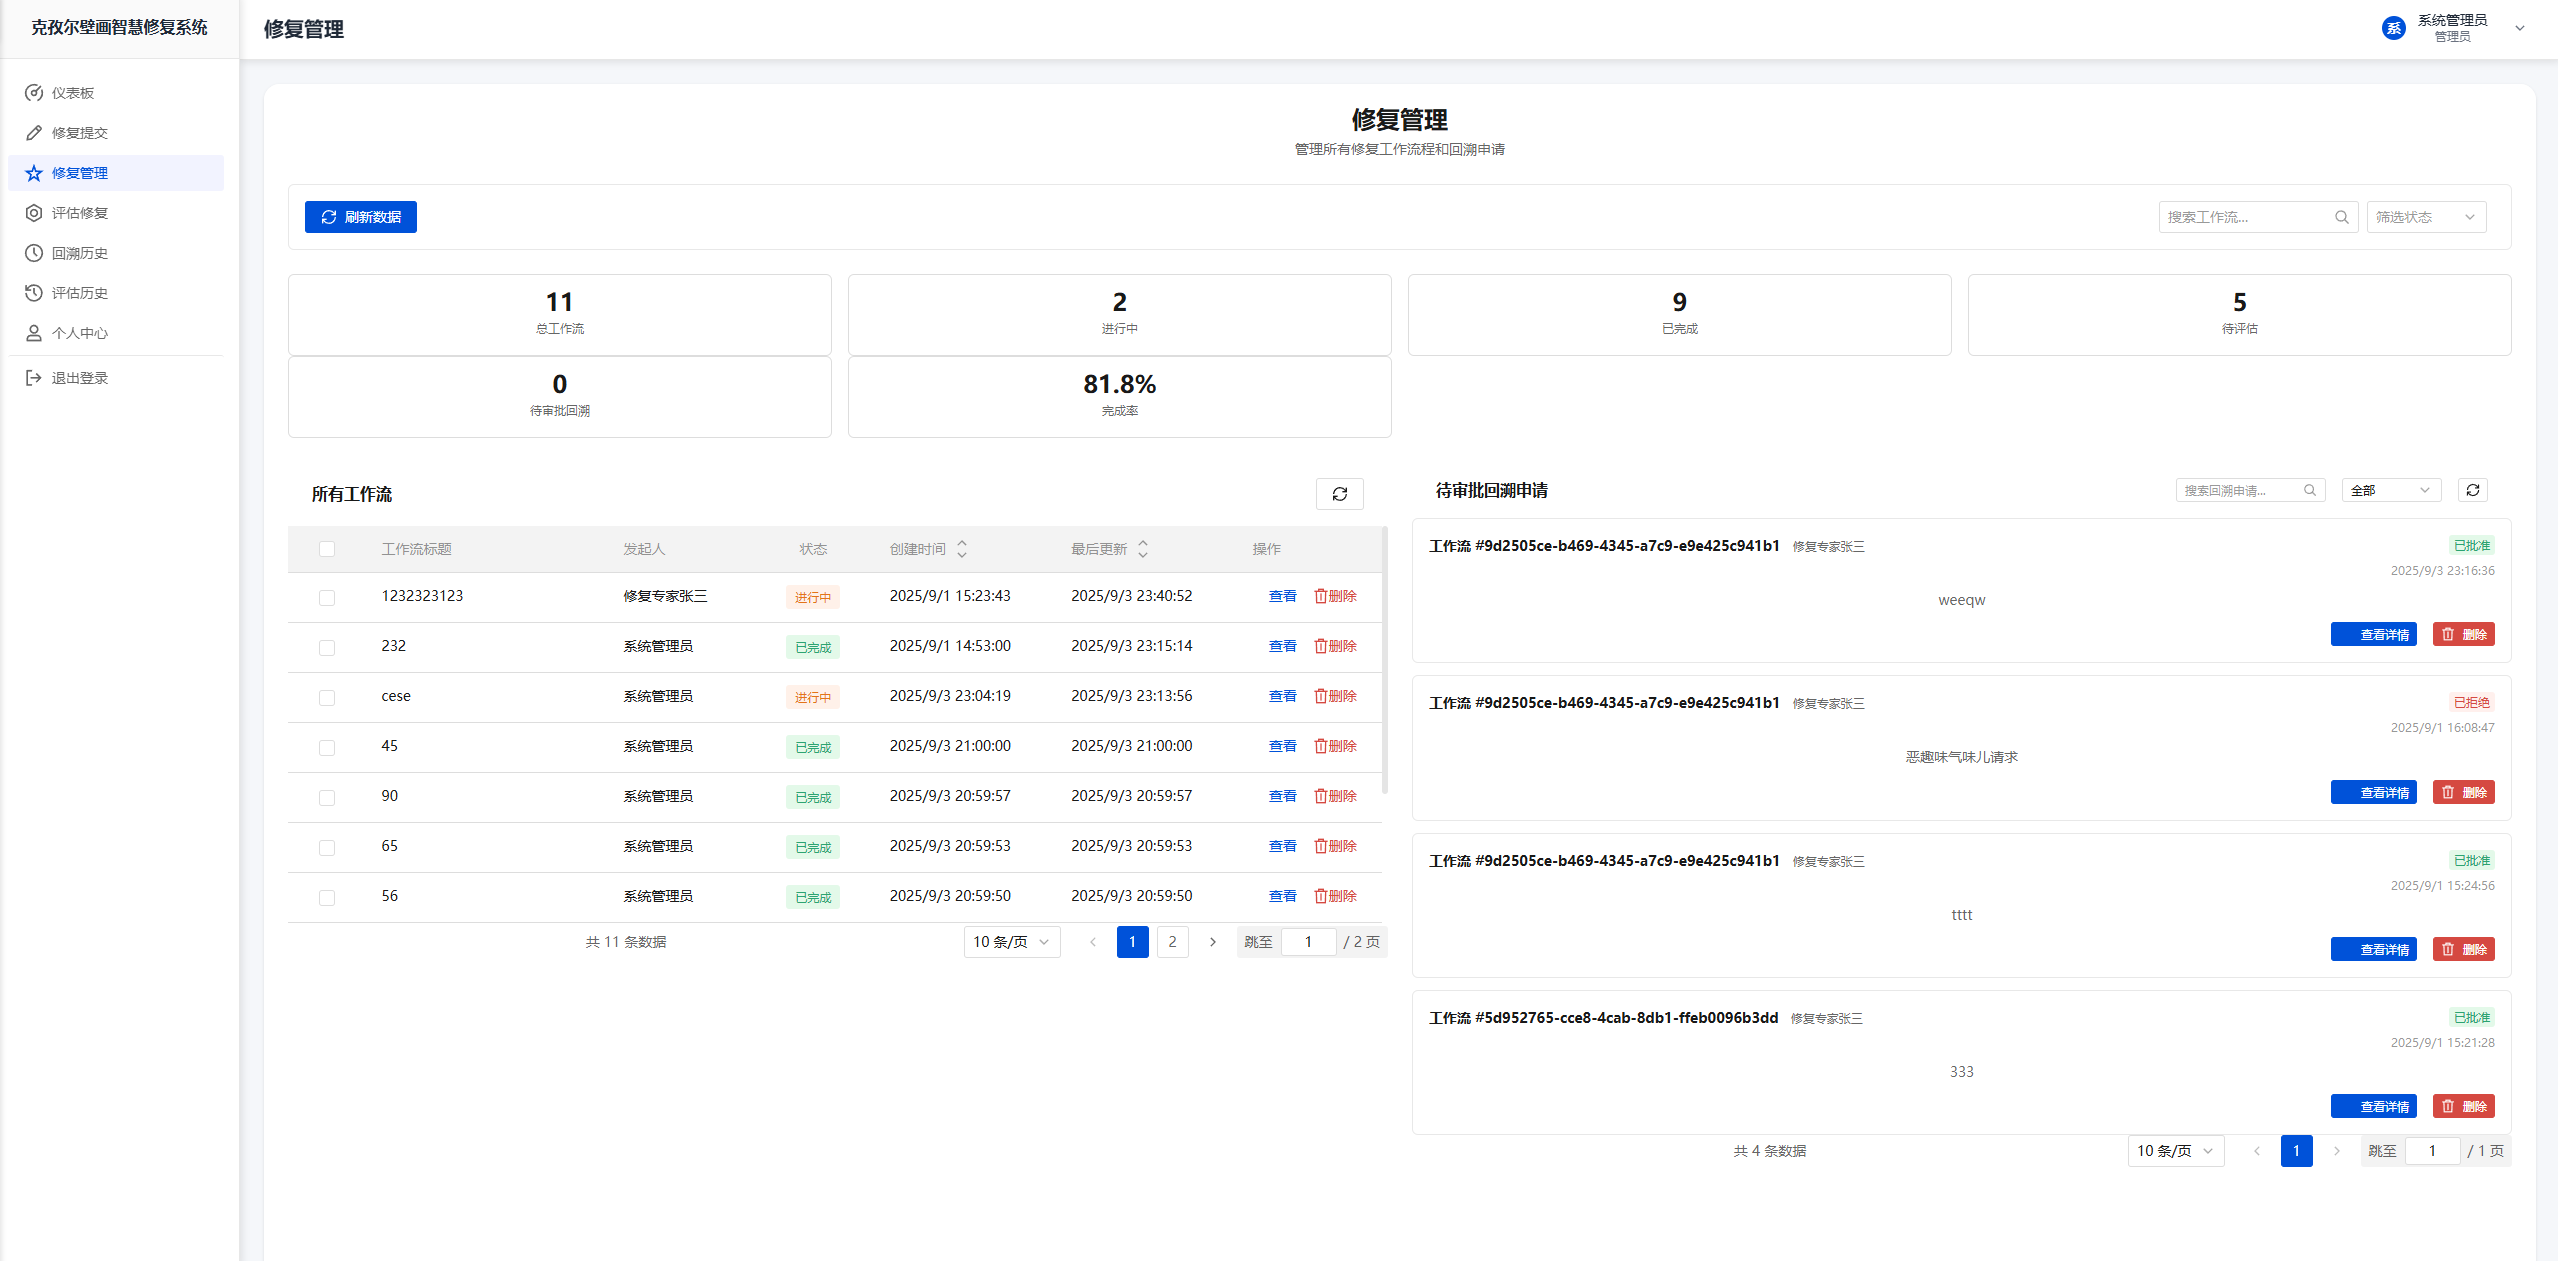 克孜尔壁画智慧修复系统
仪表板
修复提交
修复管理
评估修复
回溯历史
评估历史
个人中心
退出登录
修复管理
系
系统管理员
管理员
修复管理
管理所有修复工作流程和回溯申请
刷新数据
搜索工作流...
筛选状态
11
总工作流
2
进行中
9
已完成
5
待评估
0
待审批回溯
81.8%
完成率
所有工作流
工作流标题 发起人 状态 创建时间 最后更新 操作
1232323123 修复专家张三 进行中 2025/9/1 15:23:43 2025/9/3 23:40:52 查看 删除
232 系统管理员 已完成 2025/9/1 14:53:00 2025/9/3 23:15:14 查看 删除
cese 系统管理员 进行中 2025/9/3 23:04:19 2025/9/3 23:13:56 查看 删除
45 系统管理员 已完成 2025/9/3 21:00:00 2025/9/3 21:00:00 查看 删除
90 系统管理员 已完成 2025/9/3 20:59:57 2025/9/3 20:59:57 查看 删除
65 系统管理员 已完成 2025/9/3 20:59:53 2025/9/3 20:59:53 查看 删除
56 系统管理员 已完成 2025/9/3 20:59:50 2025/9/3 20:59:50 查看 删除
共 11 条数据 10 条/页 1 2 跳至 1 / 2 页
待审批回溯申请 搜索回溯申请... 全部
工作流 #9d2505ce-b469-4345-a7c9-e9e425c941b1 修复专家张三 已批准
2025/9/3 23:16:36
weeqw
查看详情 删除
工作流 #9d2505ce-b469-4345-a7c9-e9e425c941b1 修复专家张三 已拒绝
2025/9/1 16:08:47
恶趣味气味儿请求
查看详情 删除
工作流 #9d2505ce-b469-4345-a7c9-e9e425c941b1 修复专家张三 已批准
2025/9/1 15:24:56
tttt
查看详情 删除
工作流 #5d952765-cce8-4cab-8db1-ffeb0096b3dd 修复专家张三 已批准
2025/9/1 15:21:28
333
查看详情 删除
共 4 条数据 10 条/页 1 跳至 1 / 1 页